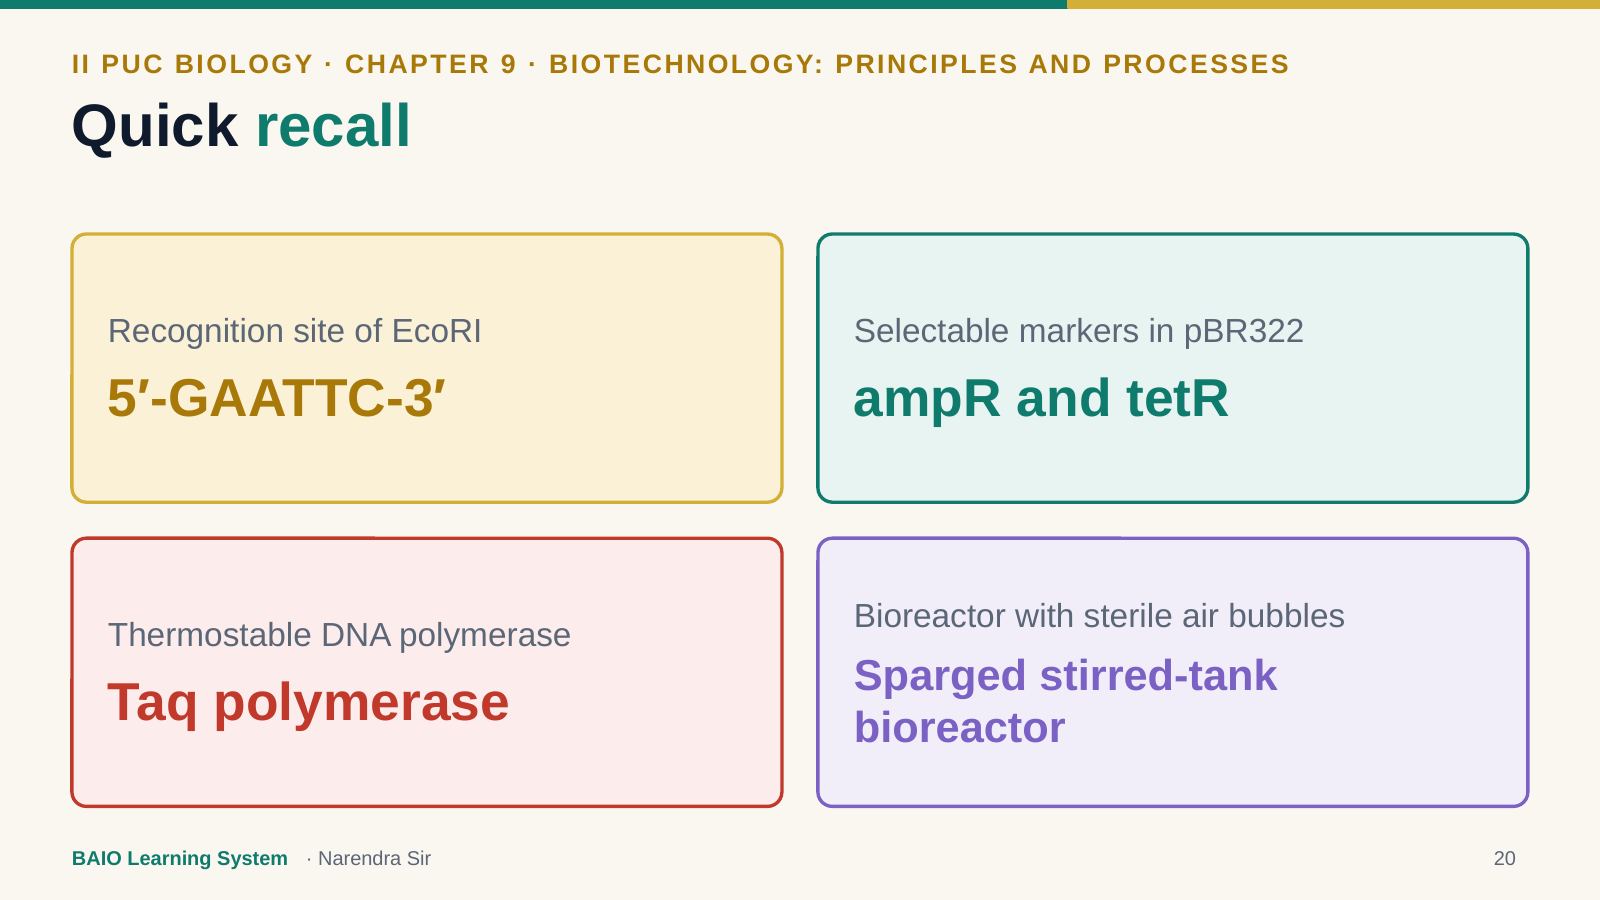 II PUC BIOLOGY · CHAPTER 9 · BIOTECHNOLOGY: PRINCIPLES AND PROCESSES
Quick recall
Recognition site of EcoRI
5′-GAATTC-3′
Selectable markers in pBR322
ampR and tetR
Thermostable DNA polymerase
Taq polymerase
Bioreactor with sterile air bubbles
Sparged stirred-tank
bioreactor
BAIO Learning System · Narendra Sir
20